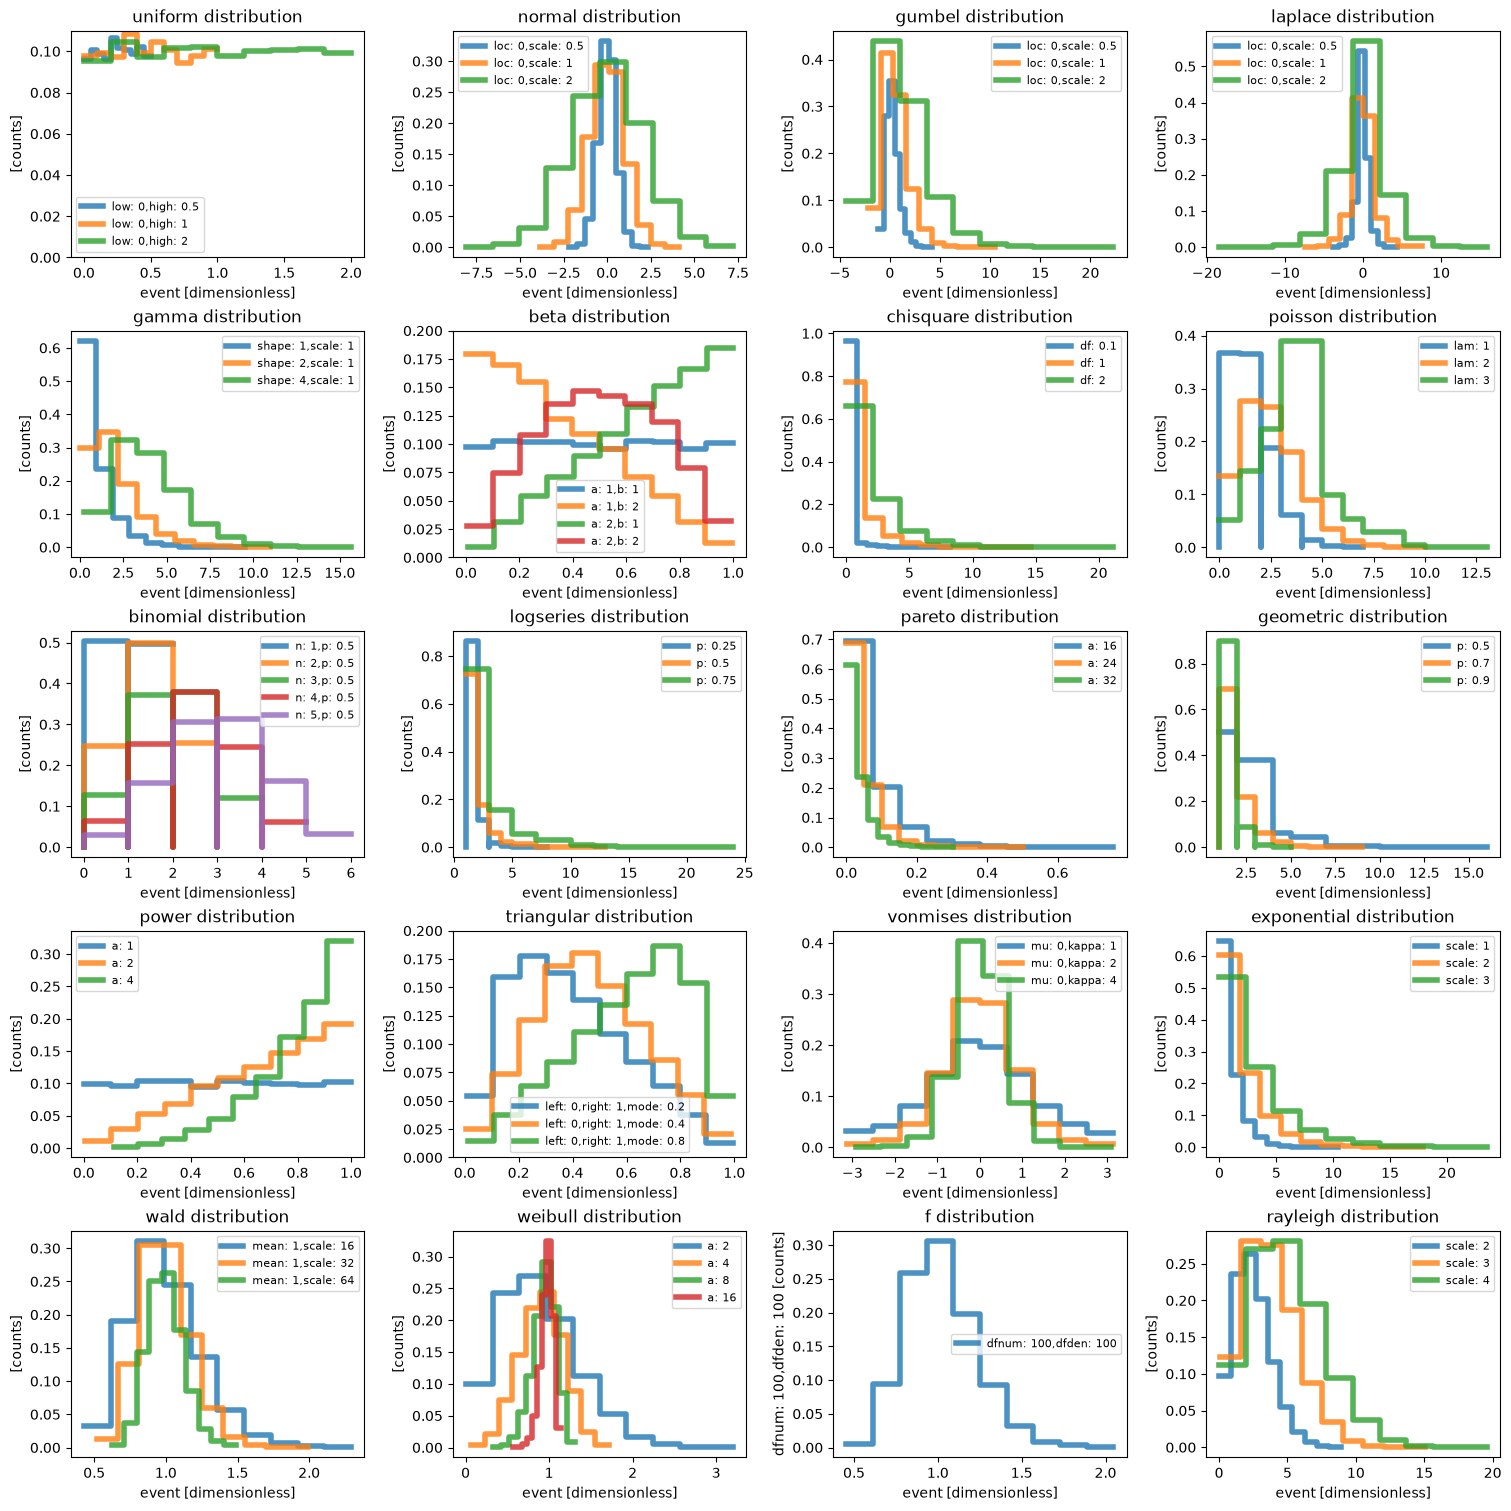 uniform distribution
0.10
0.08
0.06
0.04
0.02
0.00
[counts]
low: 0,high: 0.5
low: 0,high: 1
low: 0,high: 2
0.0 0.5 1.0 1.5 2.0
event [dimensionless]
normal distribution
0.30
0.25
0.20
0.15
0.10
0.05
0.00
[counts]
loc: 0,scale: 0.5
loc: 0,scale: 1
loc: 0,scale: 2
−7.5 −5.0 −2.5 0.0 2.5 5.0 7.5
event [dimensionless]
gumbel distribution
0.4
0.3
0.2
0.1
0.0
[counts]
loc: 0,scale: 0.5
loc: 0,scale: 1
loc: 0,scale: 2
−5 0 5 10 15 20
event [dimensionless]
laplace distribution
0.5
0.4
0.3
0.2
0.1
0.0
[counts]
loc: 0,scale: 0.5
loc: 0,scale: 1
loc: 0,scale: 2
−20 −10 0 10
event [dimensionless]
gamma distribution
0.6
0.5
0.4
0.3
0.2
0.1
0.0
[counts]
shape: 1,scale: 1
shape: 2,scale: 1
shape: 4,scale: 1
0.0 2.5 5.0 7.5 10.0 12.5 15.0
event [dimensionless]
beta distribution
0.200
0.175
0.150
0.125
0.100
0.075
0.050
0.025
0.000
[counts]
a: 1,b: 1
a: 1,b: 2
a: 2,b: 1
a: 2,b: 2
0.0 0.2 0.4 0.6 0.8 1.0
event [dimensionless]
chisquare distribution
1.0
0.8
0.6
0.4
0.2
0.0
[counts]
df: 0.1
df: 1
df: 2
0 5 10 15 20
event [dimensionless]
poisson distribution
0.4
0.3
0.2
0.1
0.0
[counts]
lam: 1
lam: 2
lam: 3
0.0 2.5 5.0 7.5 10.0 12.5
event [dimensionless]
binomial distribution
0.5
0.4
0.3
0.2
0.1
0.0
[counts]
n: 1,p: 0.5
n: 2,p: 0.5
n: 3,p: 0.5
n: 4,p: 0.5
n: 5,p: 0.5
0 1 2 3 4 5 6
event [dimensionless]
logseries distribution
0.8
0.6
0.4
0.2
0.0
[counts]
p: 0.25
p: 0.5
p: 0.75
0 5 10 15 20 25
event [dimensionless]
pareto distribution
0.7
0.6
0.5
0.4
0.3
0.2
0.1
0.0
[counts]
a: 16
a: 24
a: 32
0.0 0.2 0.4 0.6
event [dimensionless]
geometric distribution
0.8
0.6
0.4
0.2
0.0
[counts]
p: 0.5
p: 0.7
p: 0.9
2.5 5.0 7.5 10.0 12.5 15.0
event [dimensionless]
power distribution
0.30
0.25
0.20
0.15
0.10
0.05
0.00
[counts]
a: 1
a: 2
a: 4
0.0 0.2 0.4 0.6 0.8 1.0
event [dimensionless]
triangular distribution
0.200
0.175
0.150
0.125
0.100
0.075
0.050
0.025
0.000
[counts]
left: 0,right: 1,mode: 0.2
left: 0,right: 1,mode: 0.4
left: 0,right: 1,mode: 0.8
0.0 0.2 0.4 0.6 0.8 1.0
event [dimensionless]
vonmises distribution
0.4
0.3
0.2
0.1
0.0
[counts]
mu: 0,kappa: 1
mu: 0,kappa: 2
mu: 0,kappa: 4
−3 −2 −1 0 1 2 3
event [dimensionless]
exponential distribution
0.6
0.5
0.4
0.3
0.2
0.1
0.0
[counts]
scale: 1
scale: 2
scale: 3
0 5 10 15 20
event [dimensionless]
wald distribution
0.30
0.25
0.20
0.15
0.10
0.05
0.00
[counts]
mean: 1,scale: 16
mean: 1,scale: 32
mean: 1,scale: 64
0.5 1.0 1.5 2.0
event [dimensionless]
weibull distribution
0.30
0.25
0.20
0.15
0.10
0.05
0.00
[counts]
a: 2
a: 4
a: 8
a: 16
0 1 2 3
event [dimensionless]
f distribution
0.30
0.25
0.20
0.15
0.10
0.05
0.00
dfnum: 100,dfden: 100 [counts]
dfnum: 100,dfden: 100
0.5 1.0 1.5 2.0
event [dimensionless]
rayleigh distribution
0.25
0.20
0.15
0.10
0.05
0.00
[counts]
scale: 2
scale: 3
scale: 4
0 5 10 15 20
event [dimensionless]